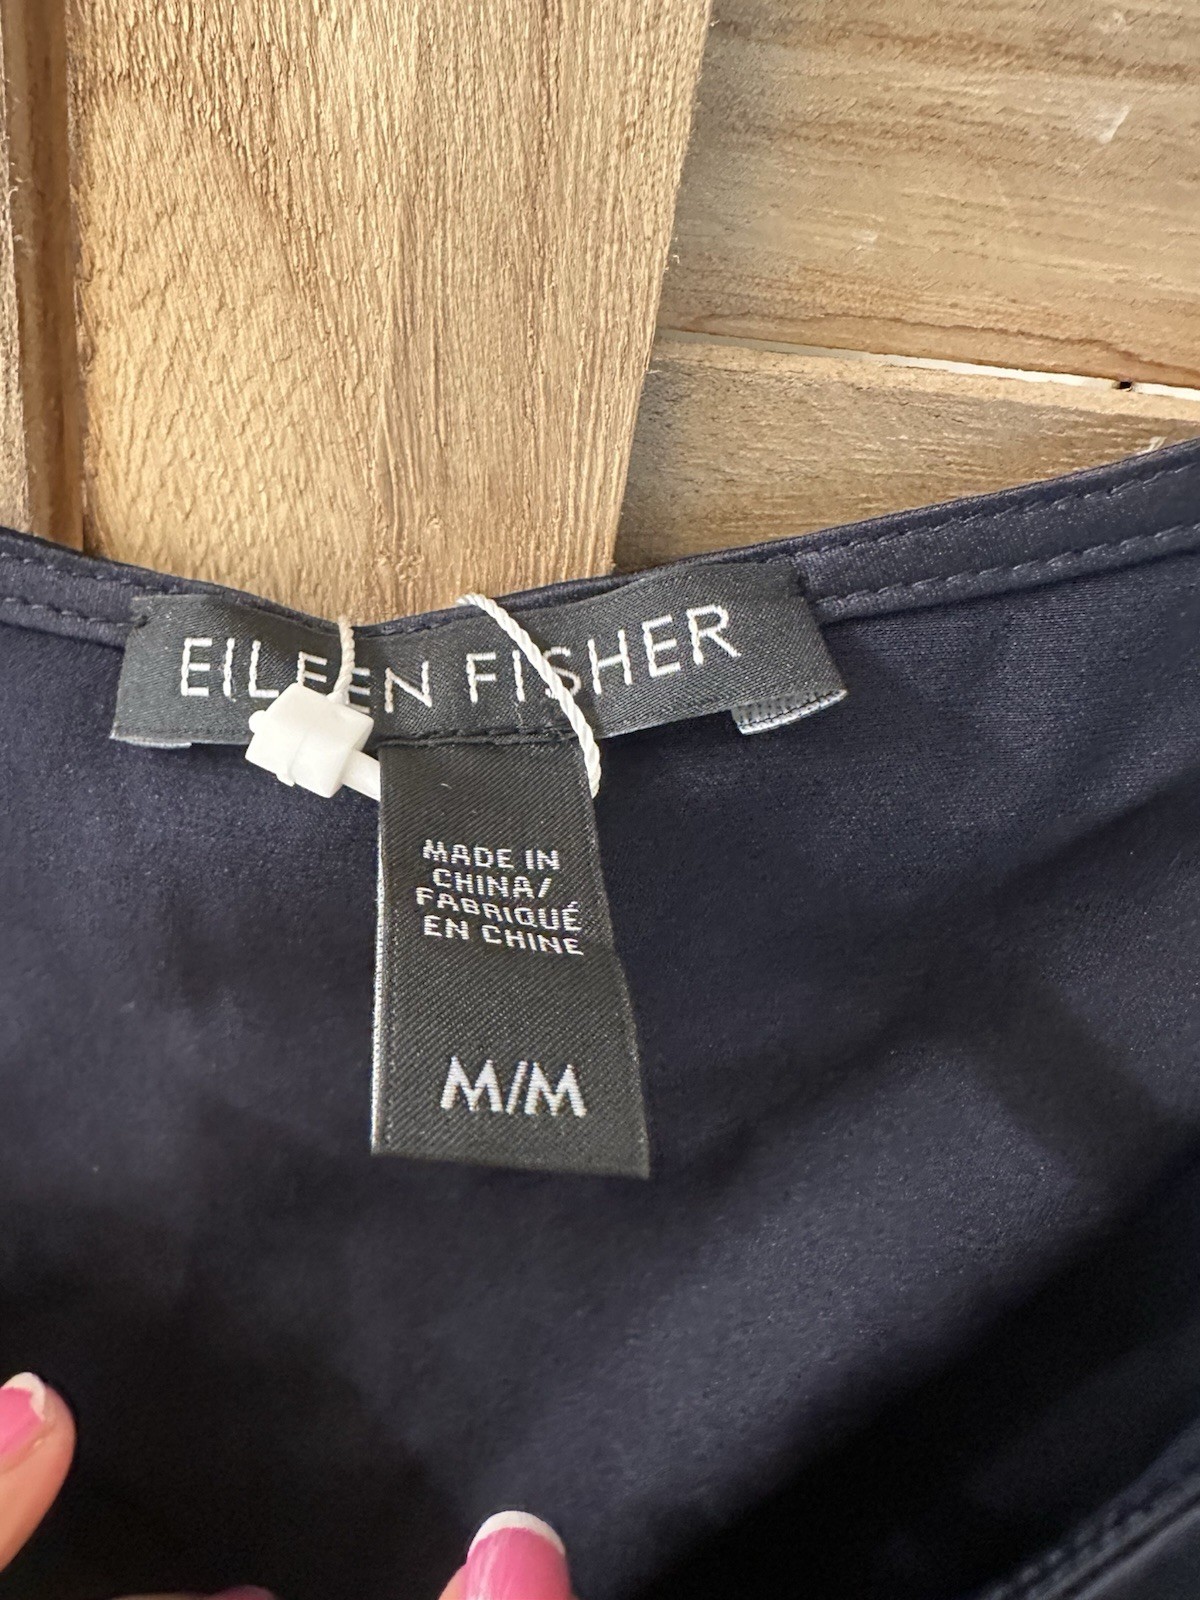 EILEEN FISHER
MADE IN
CHINA/
FABRIQUÉ
EN CHINE
M/M